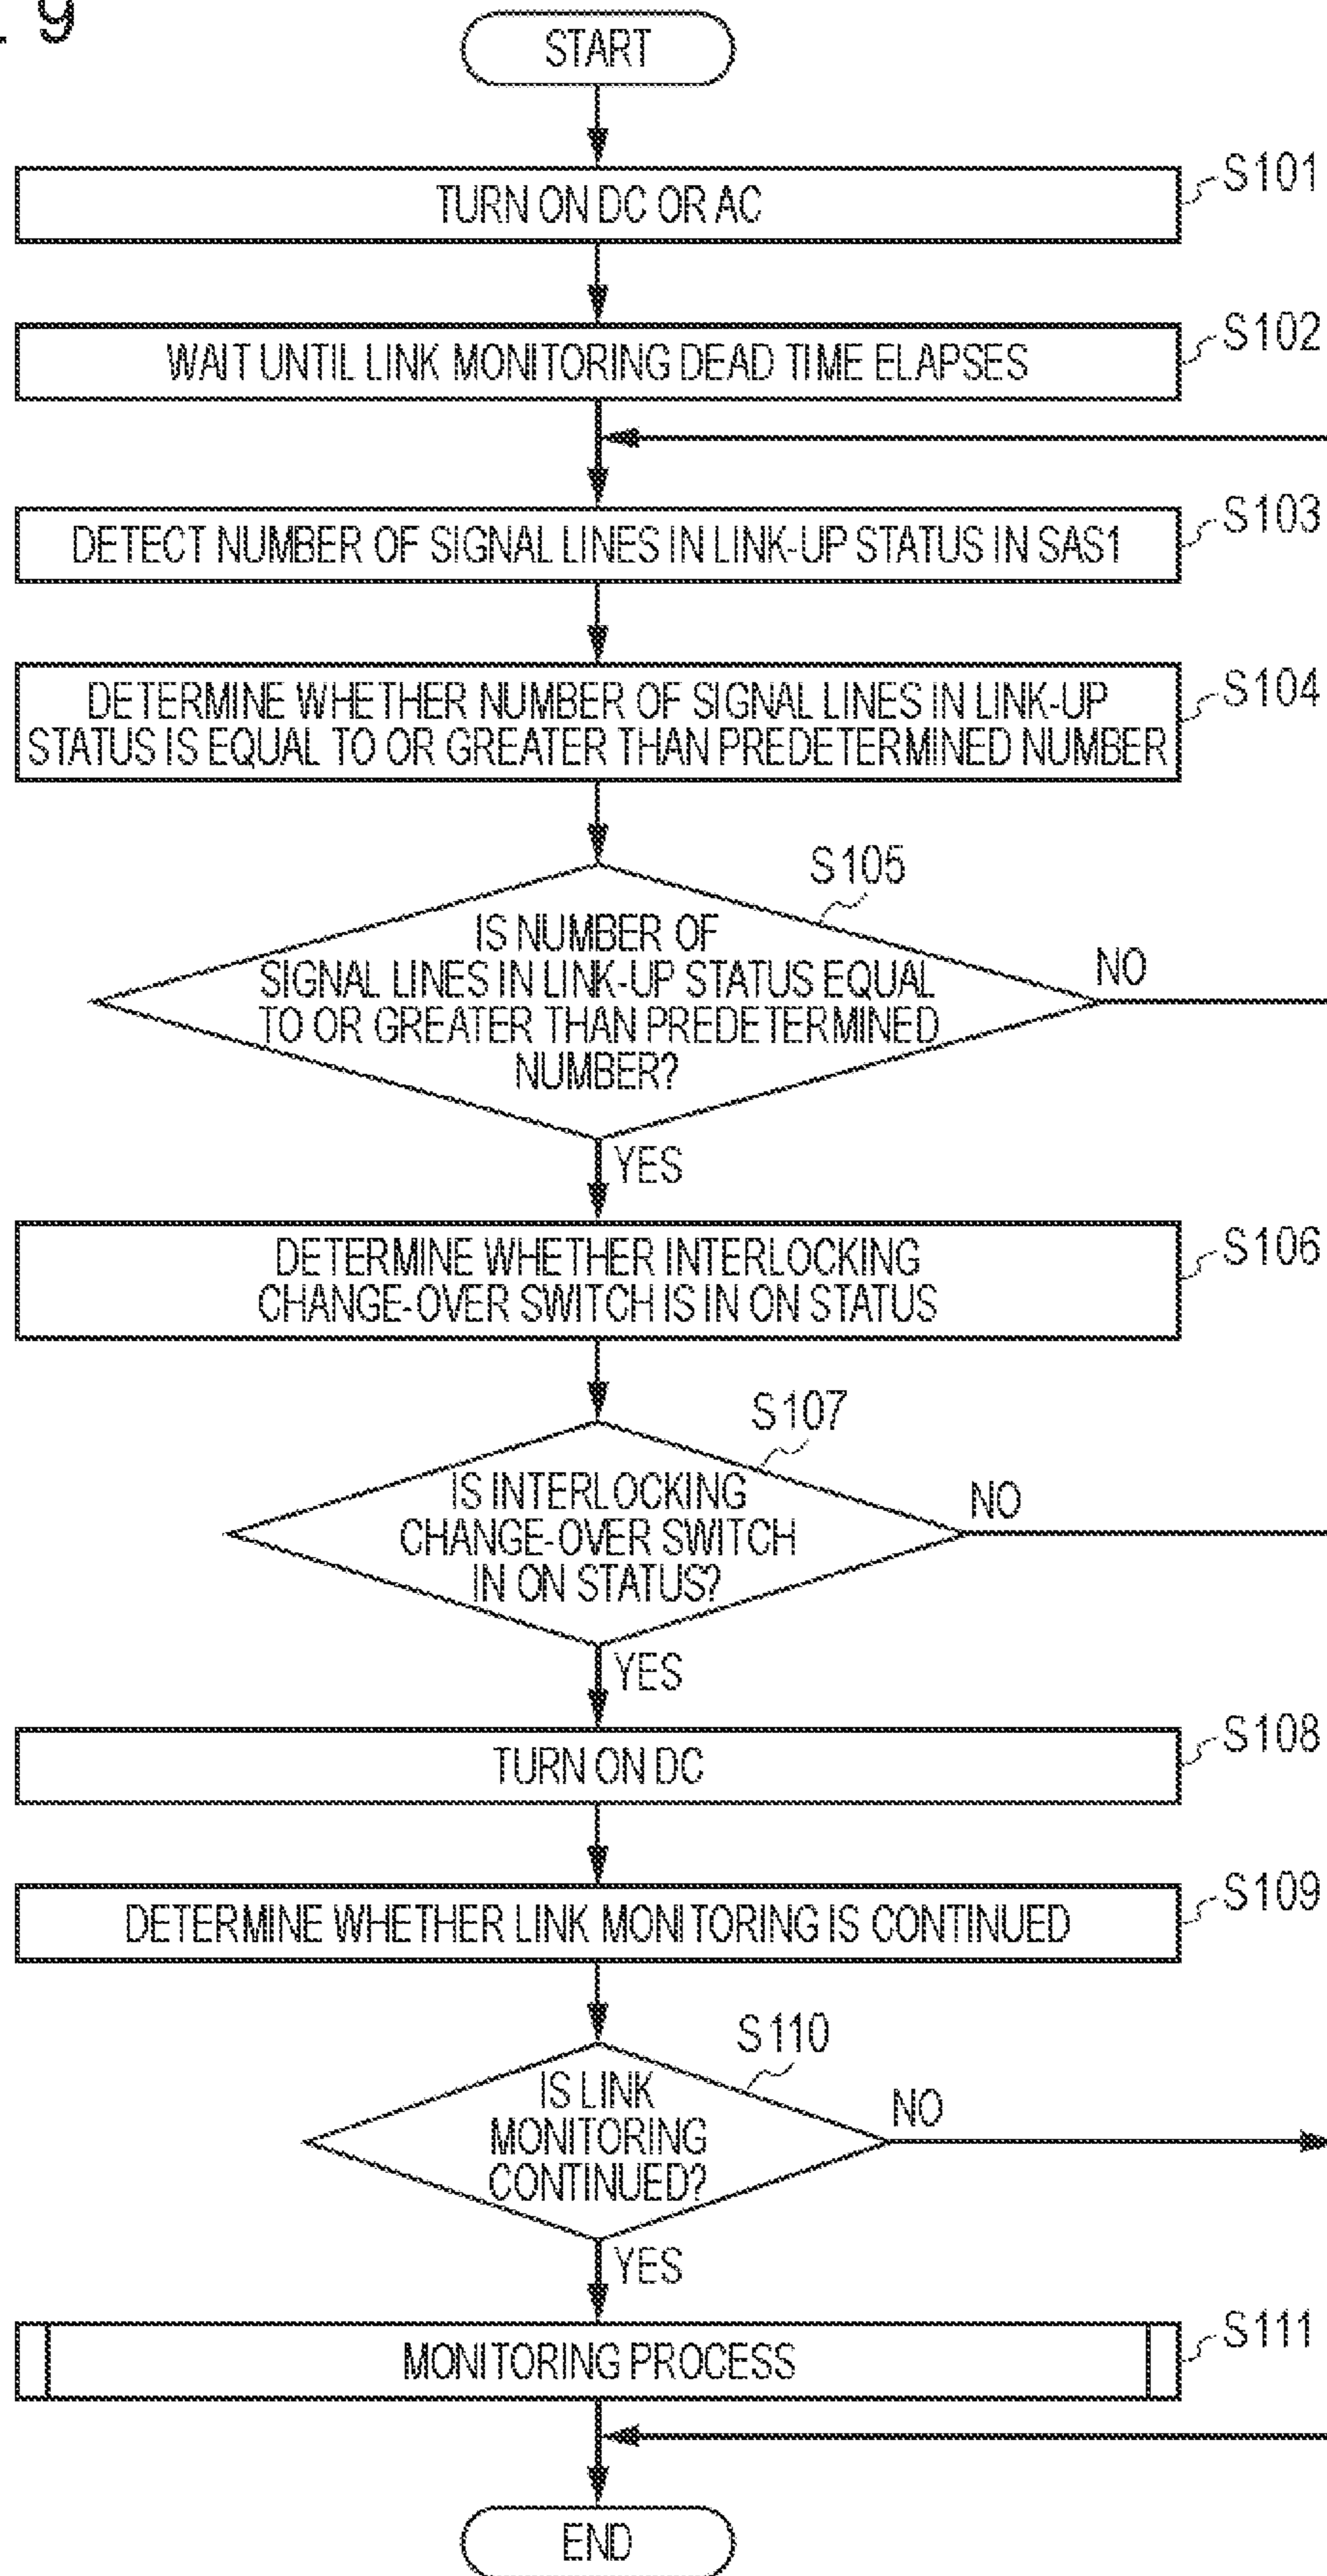 9
START
TURN ON DC OR AC
S101
WAIT UNTIL LINK MONITORING DEAD TIME ELAPSES
S102
DETECT NUMBER OF SIGNAL LINES IN LINK-UP STATUS IN SAS1
S103
DETERMINE WHETHER NUMBER OF SIGNAL LINES IN LINK-UP
STATUS IS EQUAL TO OR GREATER THAN PREDETERMINED NUMBER
S104
S105
IS NUMBER OF
SIGNAL LINES IN LINK-UP STATUS EQUAL
TO OR GREATER THAN PREDETERMINED
NUMBER?
NO
YES
DETERMINE WHETHER INTERLOCKING
CHANGE-OVER SWITCH IS IN ON STATUS
S106
S107
IS INTERLOCKING
CHANGE-OVER SWITCH
IN ON STATUS?
NO
YES
TURN ON DC
S108
DETERMINE WHETHER LINK MONITORING IS CONTINUED
S109
S110
IS LINK
MONITORING
CONTINUED?
NO
YES
MONITORING PROCESS
S111
END